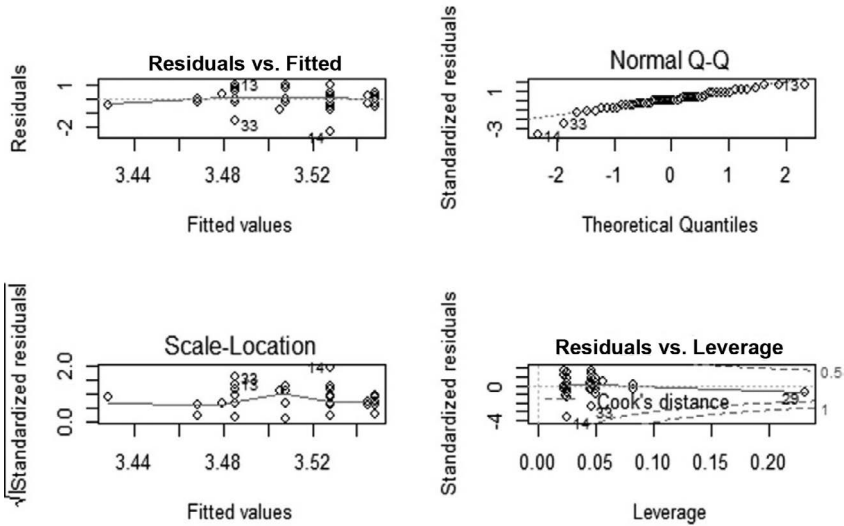 Residuals vs. Fitted
Residuals
1
-2
13
33
14
3.44
3.48
3.52
Fitted values
Normal Q-Q
Standardized residuals
1
-3
13
33
14
-2
-1
0
1
2
Theoretical Quantiles
Scale-Location
√|Standardized residuals|
2.0
0.0
14
33
13
3.44
3.48
3.52
Fitted values
Residuals vs. Leverage
Standardized residuals
0
-4
Cook's distance
0.5
1
29
33
14
0.00
0.05
0.10
0.15
0.20
Leverage